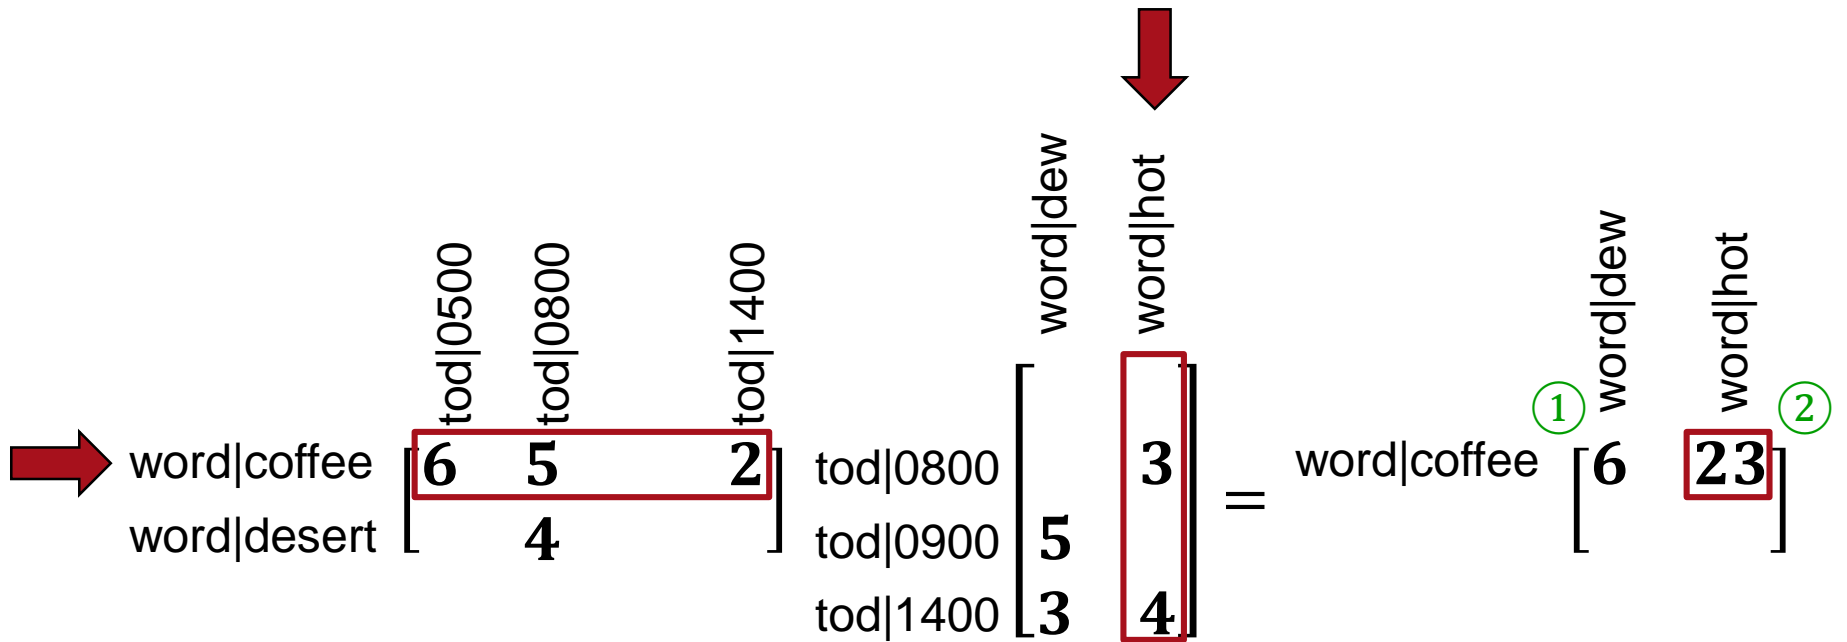 word|dew word|hot
tod|0500 tod|0800 tod|1400
word|dew word|hot
① ②
word|coffee 6 5 2
tod|0800 3
=
word|coffee 6 23
word|desert 4
tod|0900 5
tod|1400 3 4